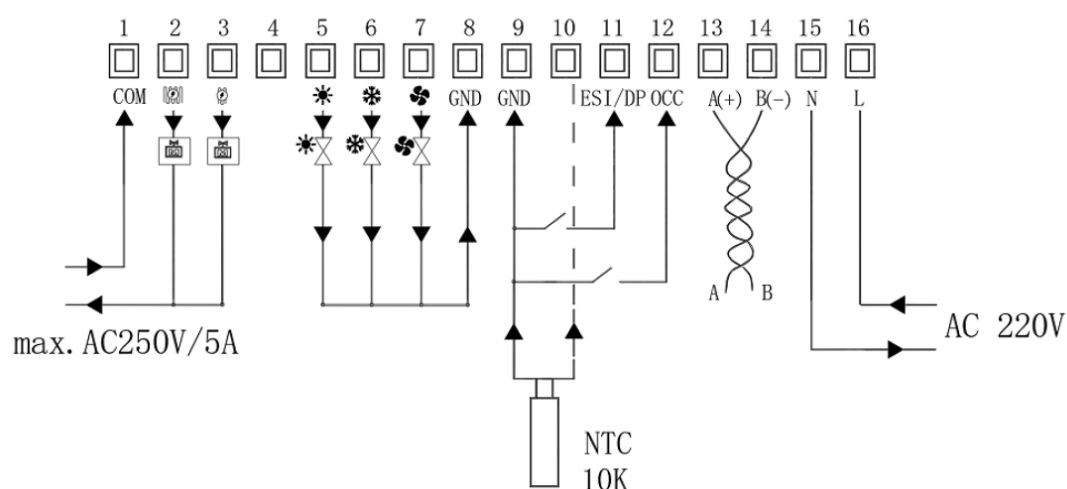 1 2 3 4 5 6 7 8 9 10 11 12 13 14 15 16
COM GND GND ESI/DP OCC A(+) B(-) N L
A B
max. AC250V/5A
AC 220V
NTC
10K